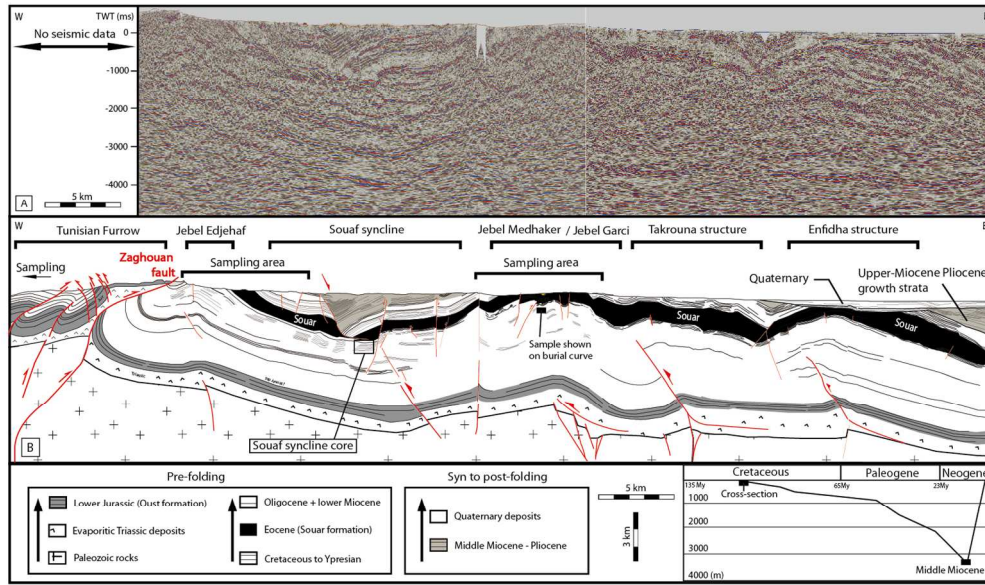 W
TWT (ms)
No seismic data
0
-1000
-2000
-3000
-4000
5 km
A
W
Tunisian Furrow
Jebel Edjehaf
Souaf syncline
Jebel Medhaker / Jebel Garci
Takrouna structure
Enfidha structure
Sampling
Zaghouan
fault
Sampling area
Sampling area
Quaternary
Upper-Miocene Pliocene
growth strata
Souar
Souar
Souar
Sample shown
on burial curve
TRIASSIC
Souaf syncline core
B
Pre-folding
Lower Jurassic (Oust formation)
Evaporitic Triassic deposits
Paleozoic rocks
Oligocene + lower Miocene
Eocene (Souar formation)
Cretaceous to Ypresian
Syn to post-folding
Quaternary deposits
Middle Miocene - Pliocene
5 km
3 km
Cretaceous
Paleogene
Neogene
135 My
65My
23My
Cross-section
1000
2000
3000
4000 (m)
Middle Miocene